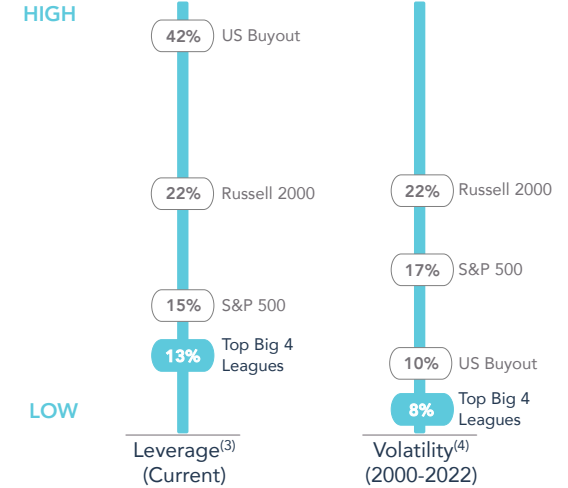 HIGH
42% US Buyout
22% Russell 2000
15% S&P 500
13% Top Big 4
Leagues
LOW
Leverage(3)
(Current)
22% Russell 2000
17% S&P 500
10% US Buyout
8% Top Big 4
Leagues
Volatility(4)
(2000-2022)